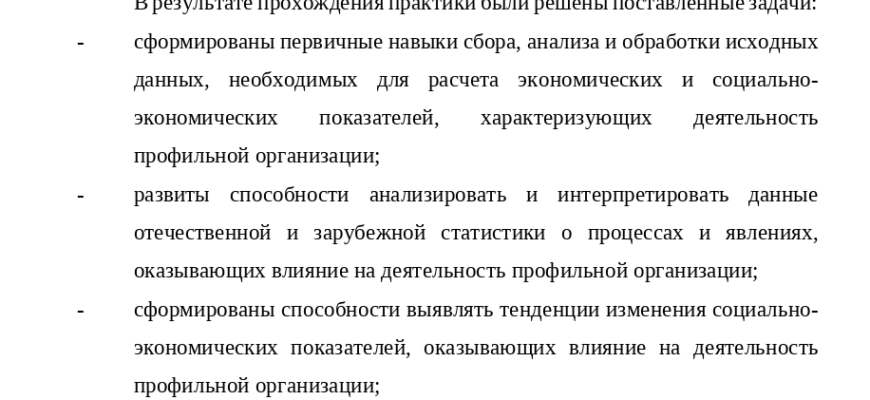 В результате прохождения практики были решены поставленные задачи:
- сформированы первичные навыки сбора, анализа и обработки исходных
данных, необходимых для расчета экономических и социально-
экономических показателей, характеризующих деятельность
профильной организации;
- развиты способности анализировать и интерпретировать данные
отечественной и зарубежной статистики о процессах и явлениях,
оказывающих влияние на деятельность профильной организации;
- сформированы способности выявлять тенденции изменения социально-
экономических показателей, оказывающих влияние на деятельность
профильной организации;